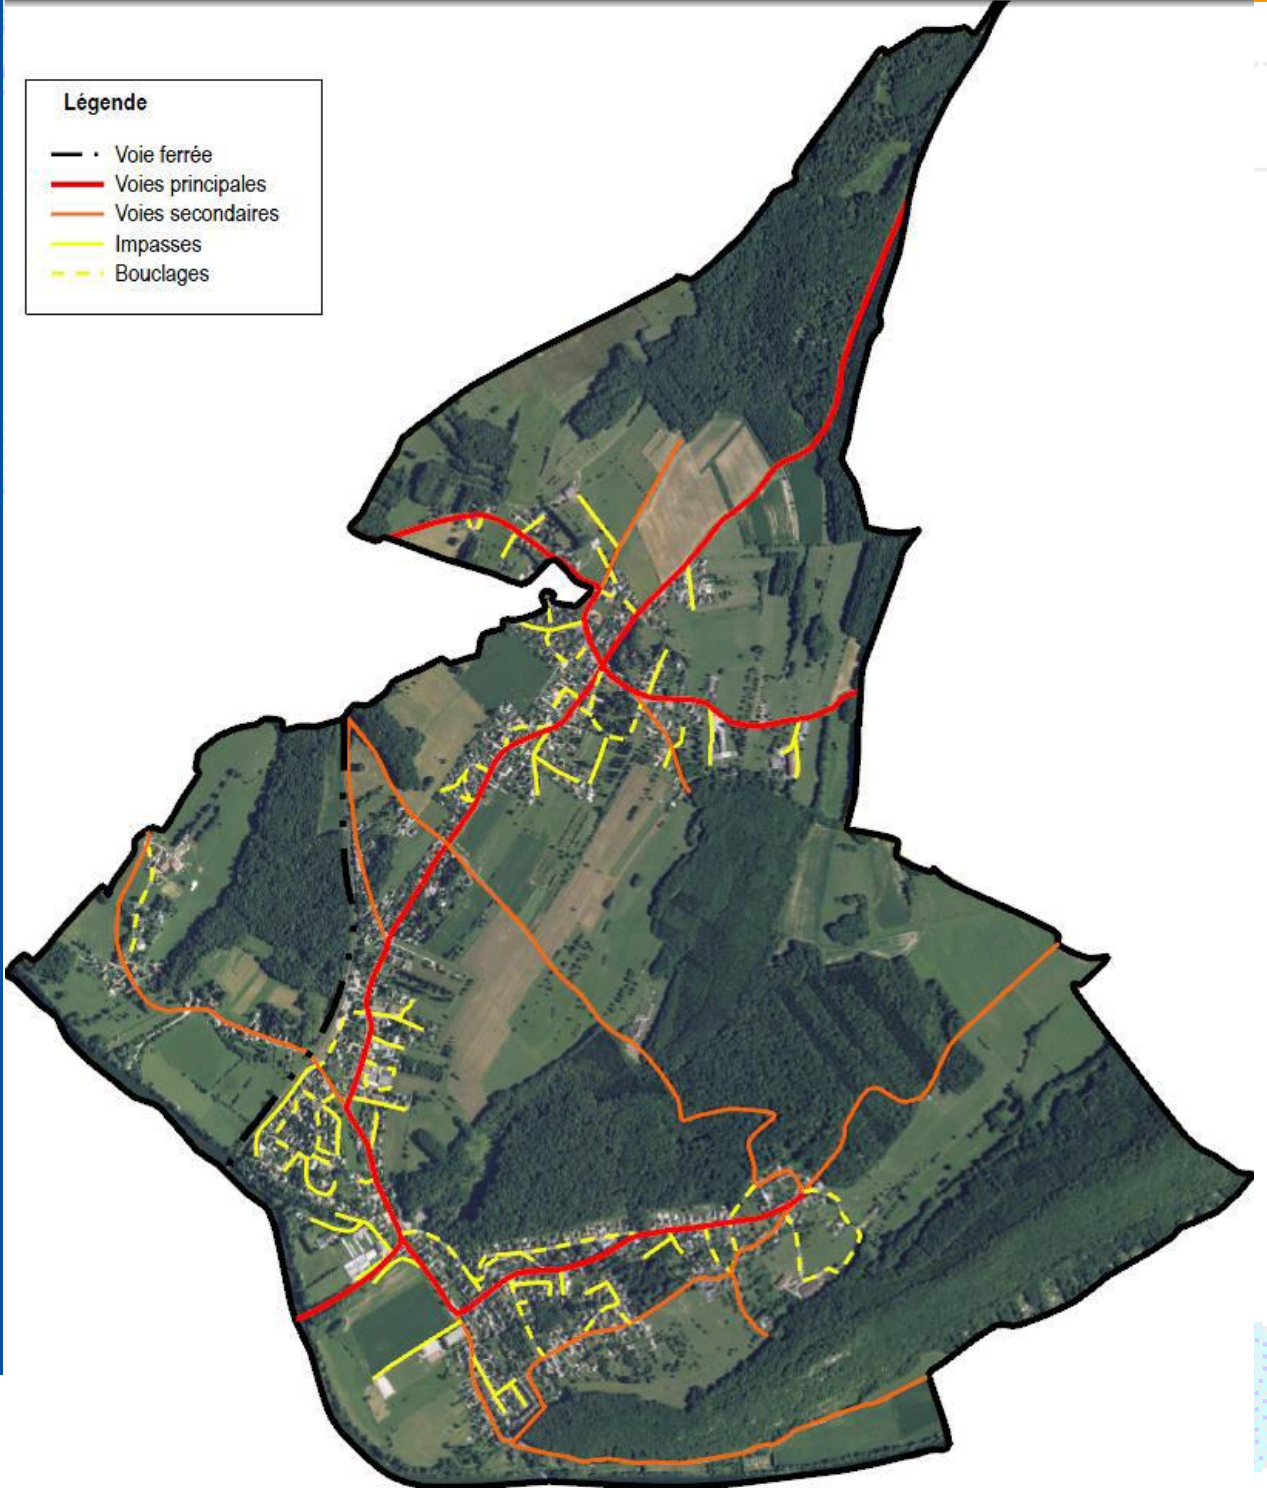 Légende
Voie ferrée
Voies principales
Voies secondaires
Impasses
Bouclages